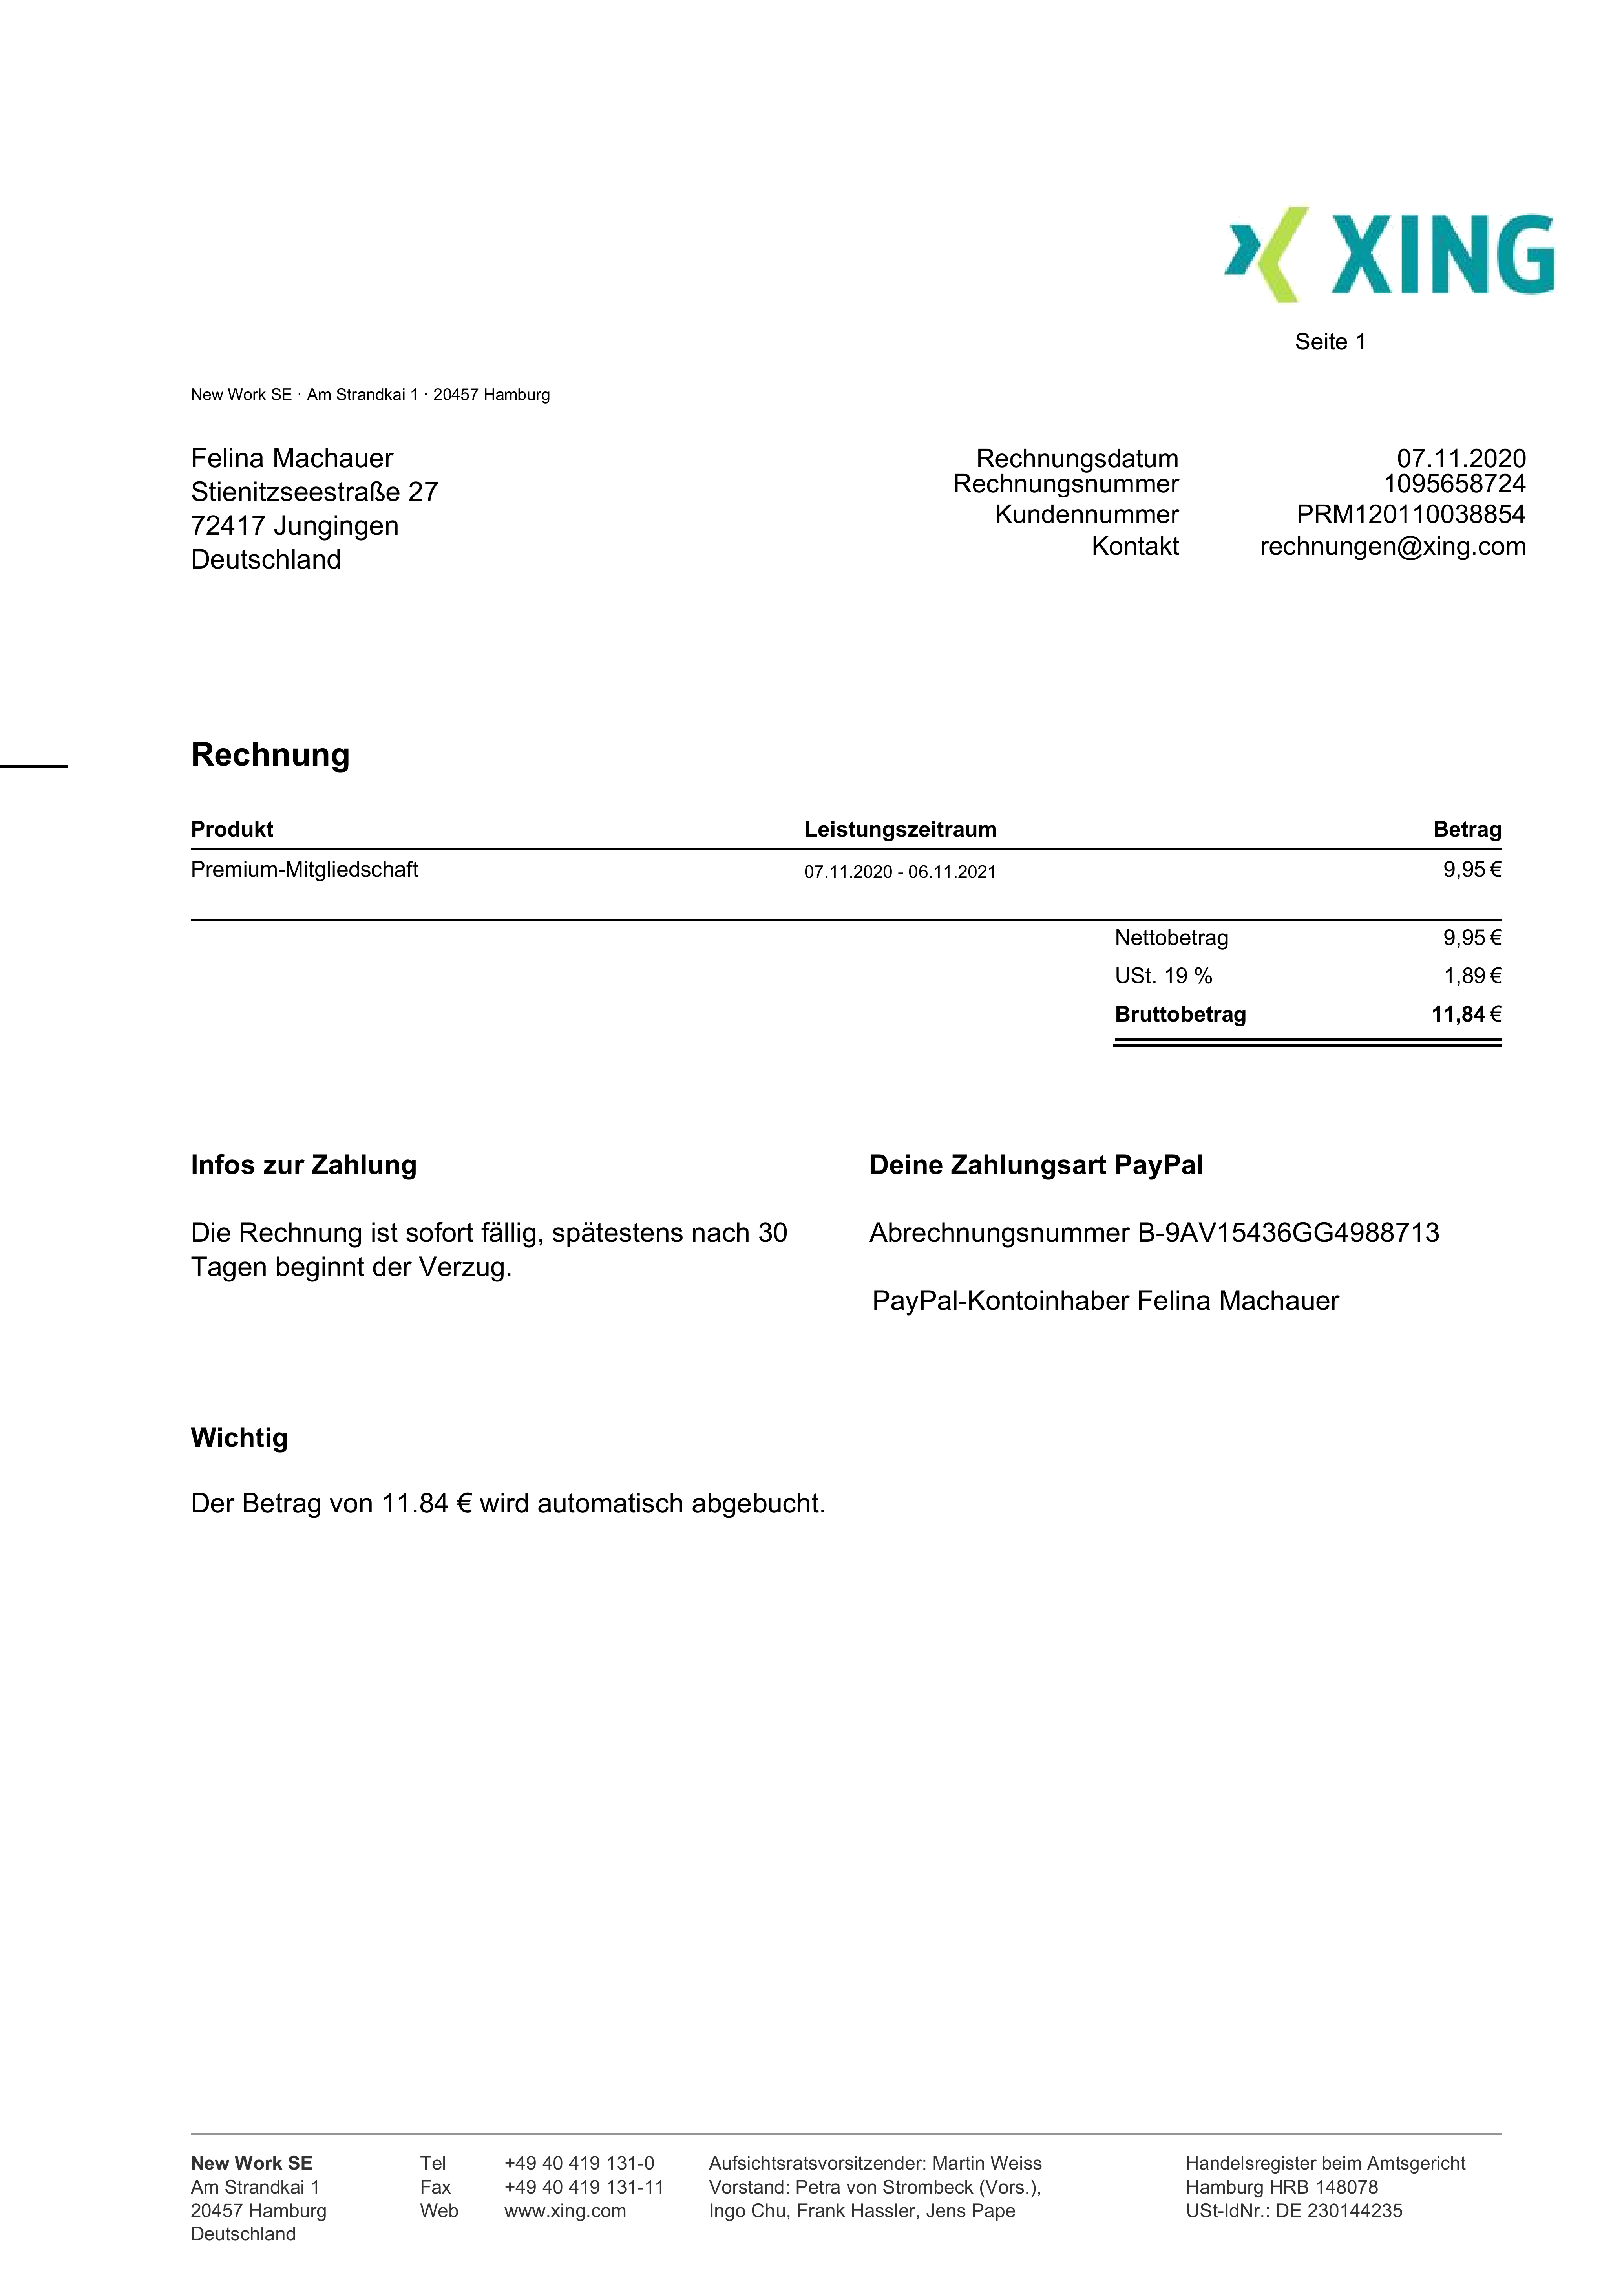 XING
Seite 1
New Work SE · Am Strandkai 1 · 20457 Hamburg
Felina Machauer
Stienitzseestraße 27
72417 Jungingen
Deutschland
Rechnungsdatum 07.11.2020
Rechnungsnummer 1095658724
Kundennummer PRM120110038854
Kontakt rechnungen@xing.com
Rechnung
Produkt Leistungszeitraum Betrag
Premium-Mitgliedschaft 07.11.2020 - 06.11.2021 9,95 €
Nettobetrag 9,95 €
USt. 19 % 1,89 €
Bruttobetrag 11,84 €
Infos zur Zahlung
Die Rechnung ist sofort fällig, spätestens nach 30
Tagen beginnt der Verzug.
Deine Zahlungsart PayPal
Abrechnungsnummer B-9AV15436GG4988713
PayPal-Kontoinhaber Felina Machauer
Wichtig
Der Betrag von 11.84 € wird automatisch abgebucht.
New Work SE
Am Strandkai 1
20457 Hamburg
Deutschland
Tel +49 40 419 131-0
Fax +49 40 419 131-11
Web www.xing.com
Aufsichtsratsvorsitzender: Martin Weiss
Vorstand: Petra von Strombeck (Vors.),
Ingo Chu, Frank Hassler, Jens Pape
Handelsregister beim Amtsgericht
Hamburg HRB 148078
USt-IdNr.: DE 230144235